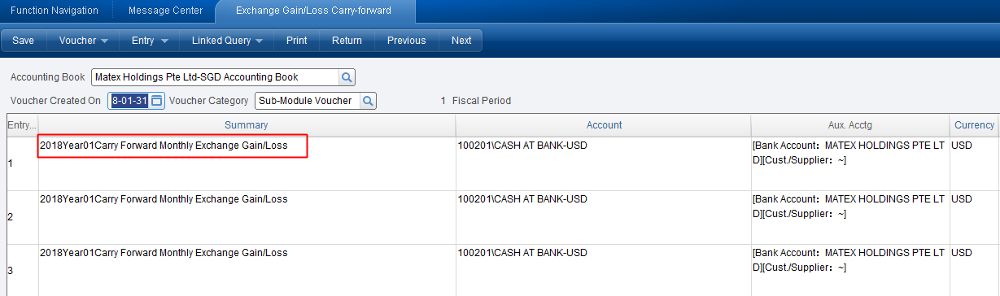 Function Navigation Message Center Exchange Gain/Loss Carry-forward
Save Voucher Entry Linked Query Print Return Previous Next
Accounting Book Matex Holdings Pte Ltd-SGD Accounting Book
Voucher Created On 8-01-31 Voucher Category Sub-Module Voucher 1 Fiscal Period
Entry... Summary Account Aux. Acctg Currency
2018Year01Carry Forward Monthly Exchange Gain/Loss 100201\CASH AT BANK-USD [Bank Account：MATEX HOLDINGS PTE LT USD
1 D][Cust./Supplier：~]
2018Year01Carry Forward Monthly Exchange Gain/Loss 100201\CASH AT BANK-USD [Bank Account：MATEX HOLDINGS PTE LT USD
2 D][Cust./Supplier：~]
2018Year01Carry Forward Monthly Exchange Gain/Loss 100201\CASH AT BANK-USD [Bank Account：MATEX HOLDINGS PTE LT USD
3 D][Cust./Supplier：~]